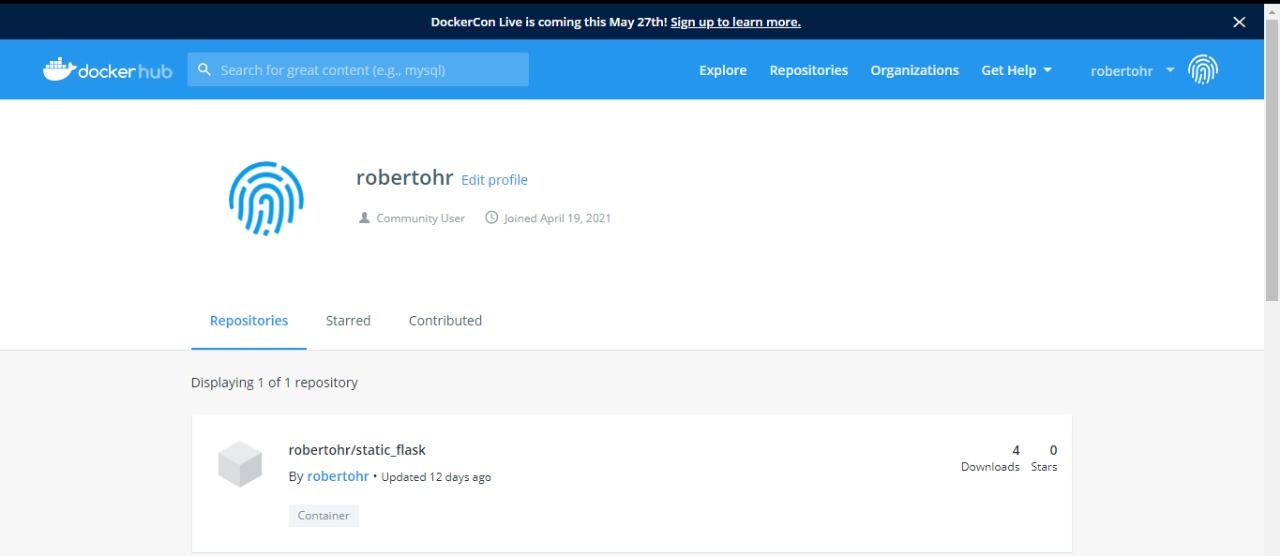 DockerCon Live is coming this May 27th! Sign up to learn more.
dockerhub Search for great content (e.g., mysql) Explore Repositories Organizations Get Help robertohr
robertohr Edit profile
Community User Joined April 19, 2021
Repositories Starred Contributed
Displaying 1 of 1 repository
robertohr/static_flask 4 0
By robertohr • Updated 12 days ago Downloads Stars
Container